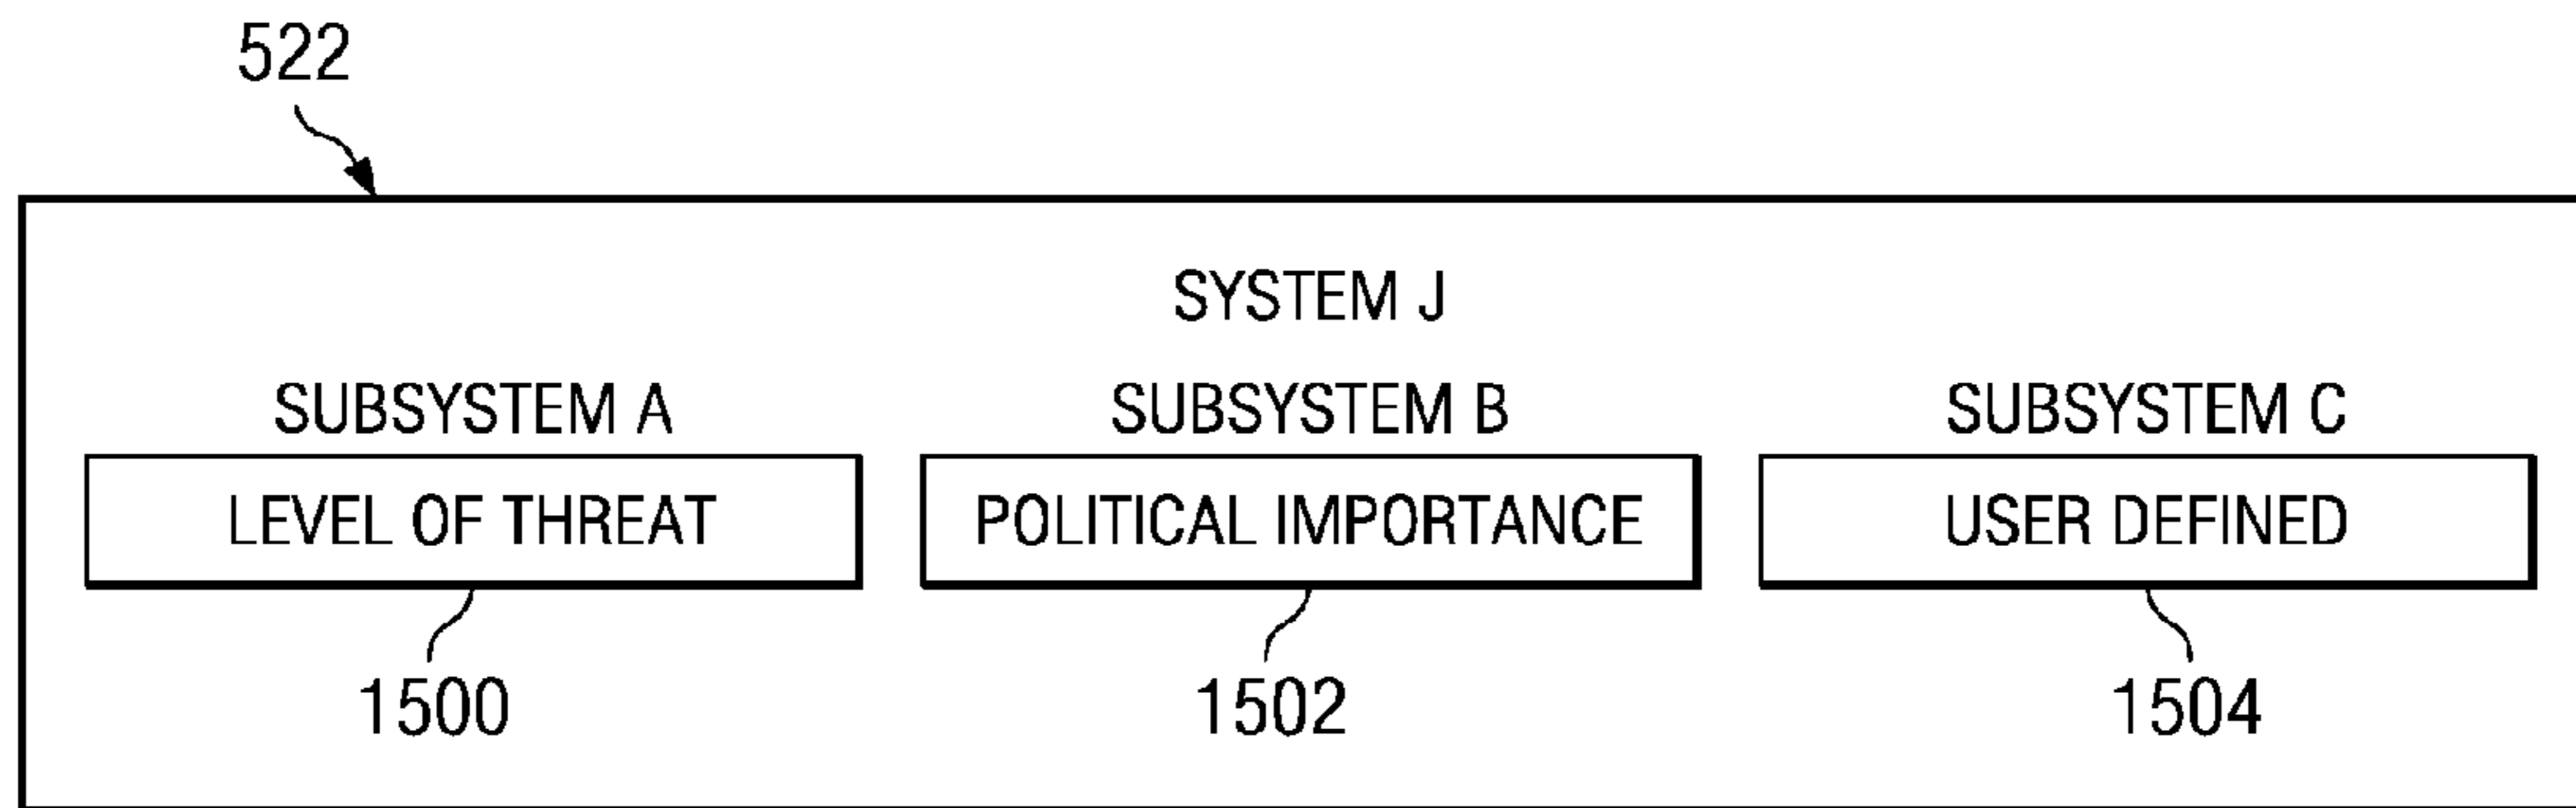 522
SYSTEM J
SUBSYSTEM A SUBSYSTEM B SUBSYSTEM C
LEVEL OF THREAT POLITICAL IMPORTANCE USER DEFINED
1500 1502 1504